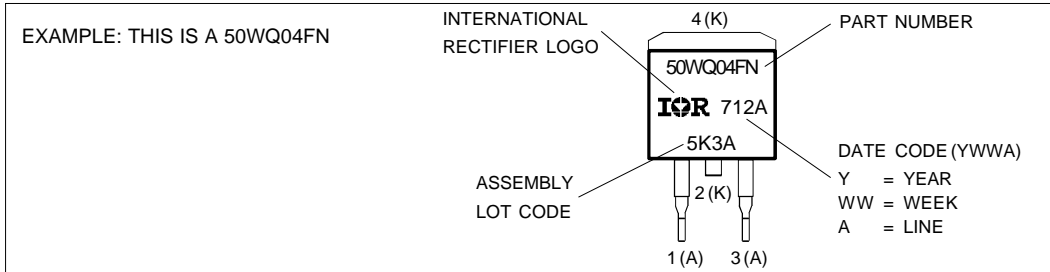 EXAMPLE: THIS IS A 50WQ04FN
INTERNATIONAL
RECTIFIER LOGO
4 (K)
PART NUMBER
50WQ04FN
IOR 712A
5K3A
ASSEMBLY
LOT CODE
2 (K)
1 (A) 3 (A)
DATE CODE (YWWA)
Y = YEAR
WW = WEEK
A = LINE